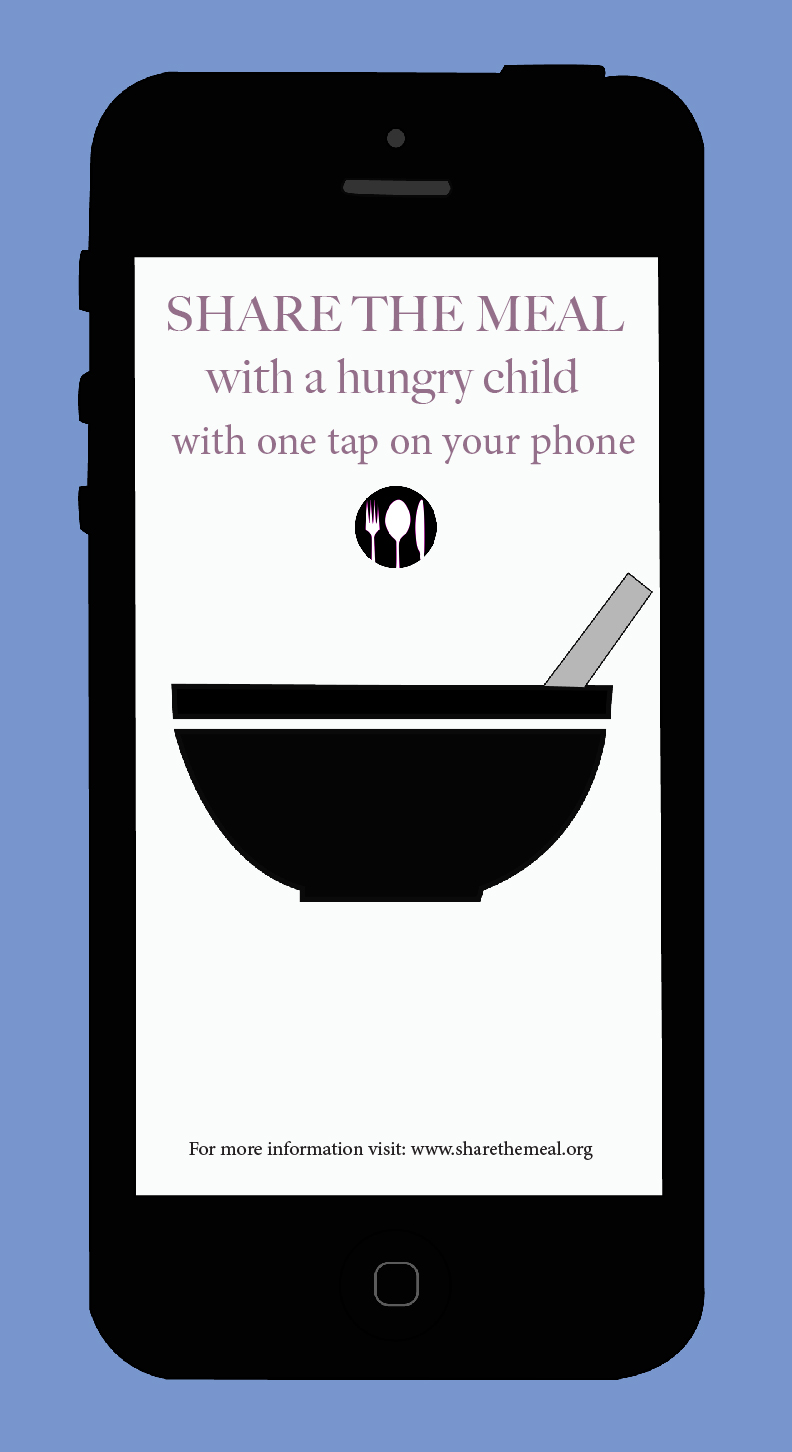 SHARE THE MEAL
with a hungry child
with one tap on your phone
For more information visit: www.sharethemeal.org